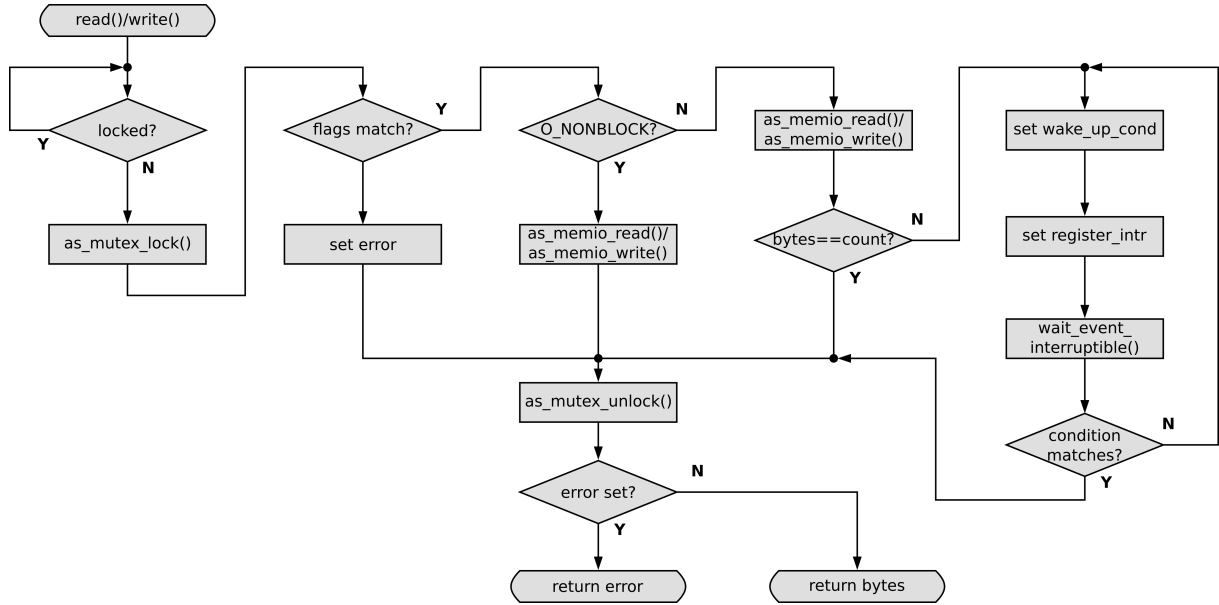 read()/write()
locked?
Y
N
as_mutex_lock()
flags match?
Y
set error
O_NONBLOCK?
N
Y
as_memio_read()/
as_memio_write()
as_memio_read()/
as_memio_write()
bytes==count?
N
Y
set wake_up_cond
set register_intr
wait_event_
interruptible()
condition
matches?
N
Y
as_mutex_unlock()
error set?
N
Y
return error
return bytes